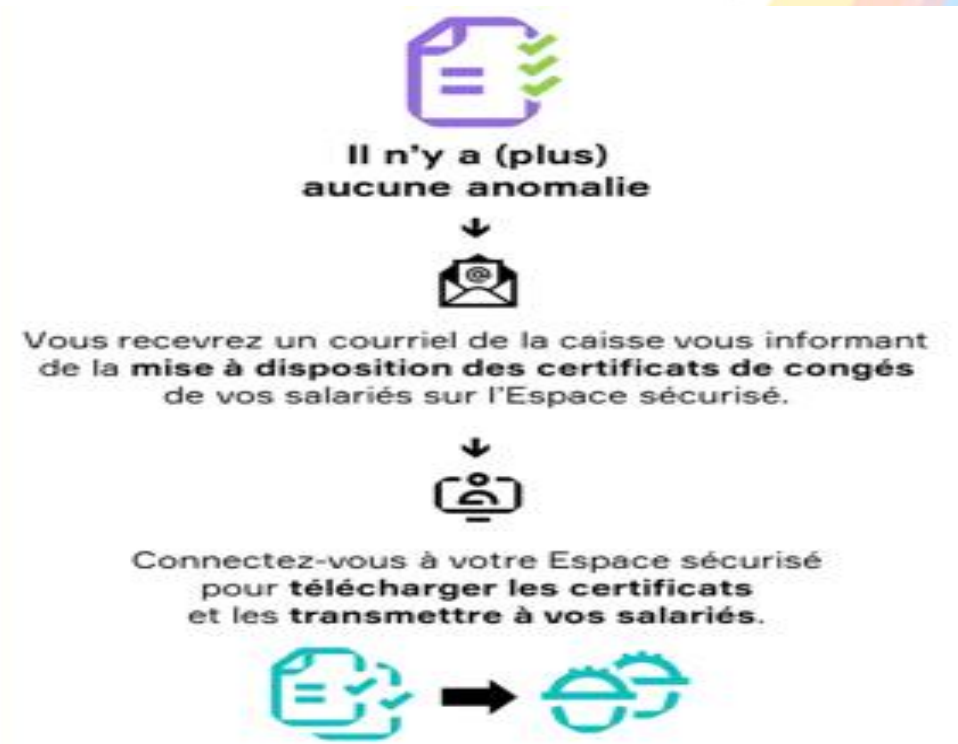 Il n'y a (plus)
aucune anomalie
@
Vous recevrez un courriel de la caisse vous informant
de la mise à disposition des certificats de congés
de vos salariés sur l'Espace sécurisé.
Connectez-vous à votre Espace sécurisé
pour télécharger les certificats
et les transmettre à vos salariés.